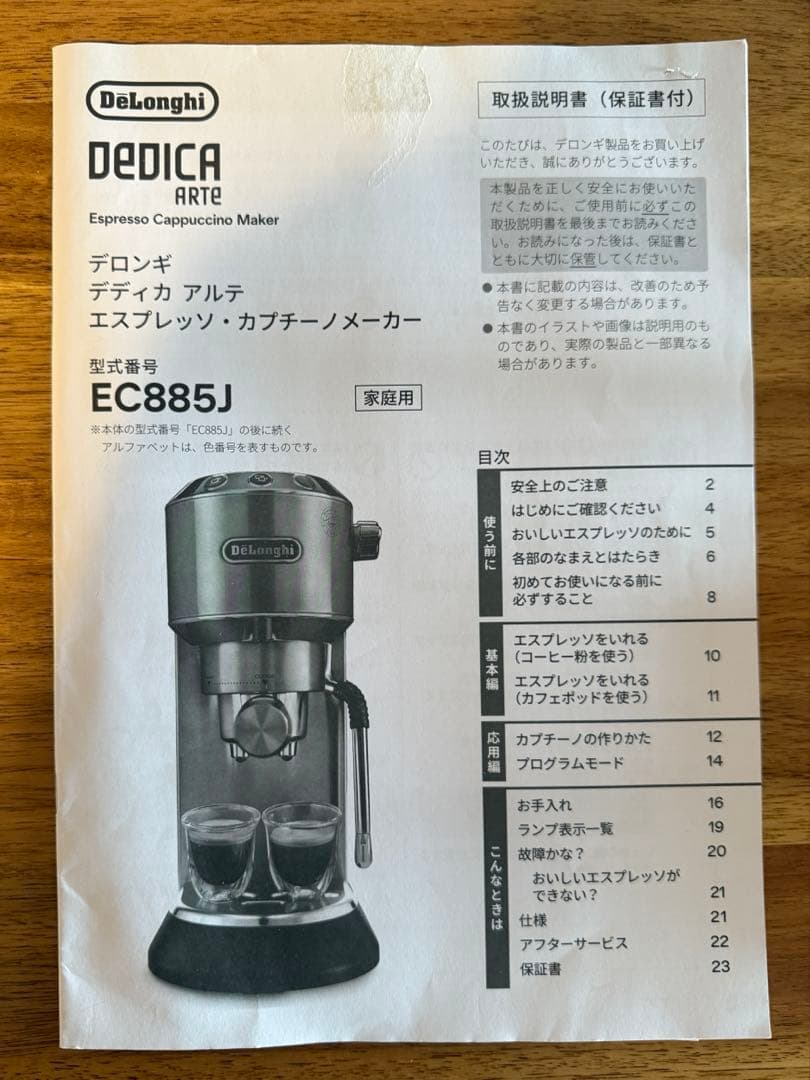 DeLonghi
DEDICA
ARTE
Espresso Cappuccino Maker
デロンギ
デディカ アルテ
エスプレッソ・カプチーノメーカー
型式番号
EC885J
家庭用
※本体の型式番号「EC885J」の後に続く
アルファベットは、色番号を表すものです。
DeLonghi
取扱説明書（保証書付）
このたびは、デロンギ製品をお買い上げ
いただき、誠にありがとうございます。
本製品を正しく安全にお使いいた
だくために、ご使用前に必ずこの
取扱説明書を最後までお読みくださ
い。お読みになった後は、保証書と
ともに大切に保管してください。
●本書に記載の内容は、改善のため予
告なく変更する場合があります。
●本書のイラストや画像は説明用のも
のであり、実際の製品と一部異なる
場合があります。
目次
使う前に
安全上のご注意 2
はじめにご確認ください 4
おいしいエスプレッソのために 5
各部のなまえとはたらき 6
初めてお使いになる前に
必ずすること 8
基本編
エスプレッソをいれる
（コーヒー粉を使う） 10
エスプレッソをいれる
（カフェポッドを使う） 11
応用編
カプチーノの作りかた 12
プログラムモード 14
こんなときは
お手入れ 16
ランプ表示一覧 19
故障かな？ 20
おいしいエスプレッソが
できない？ 21
仕様 21
アフターサービス 22
保証書 23